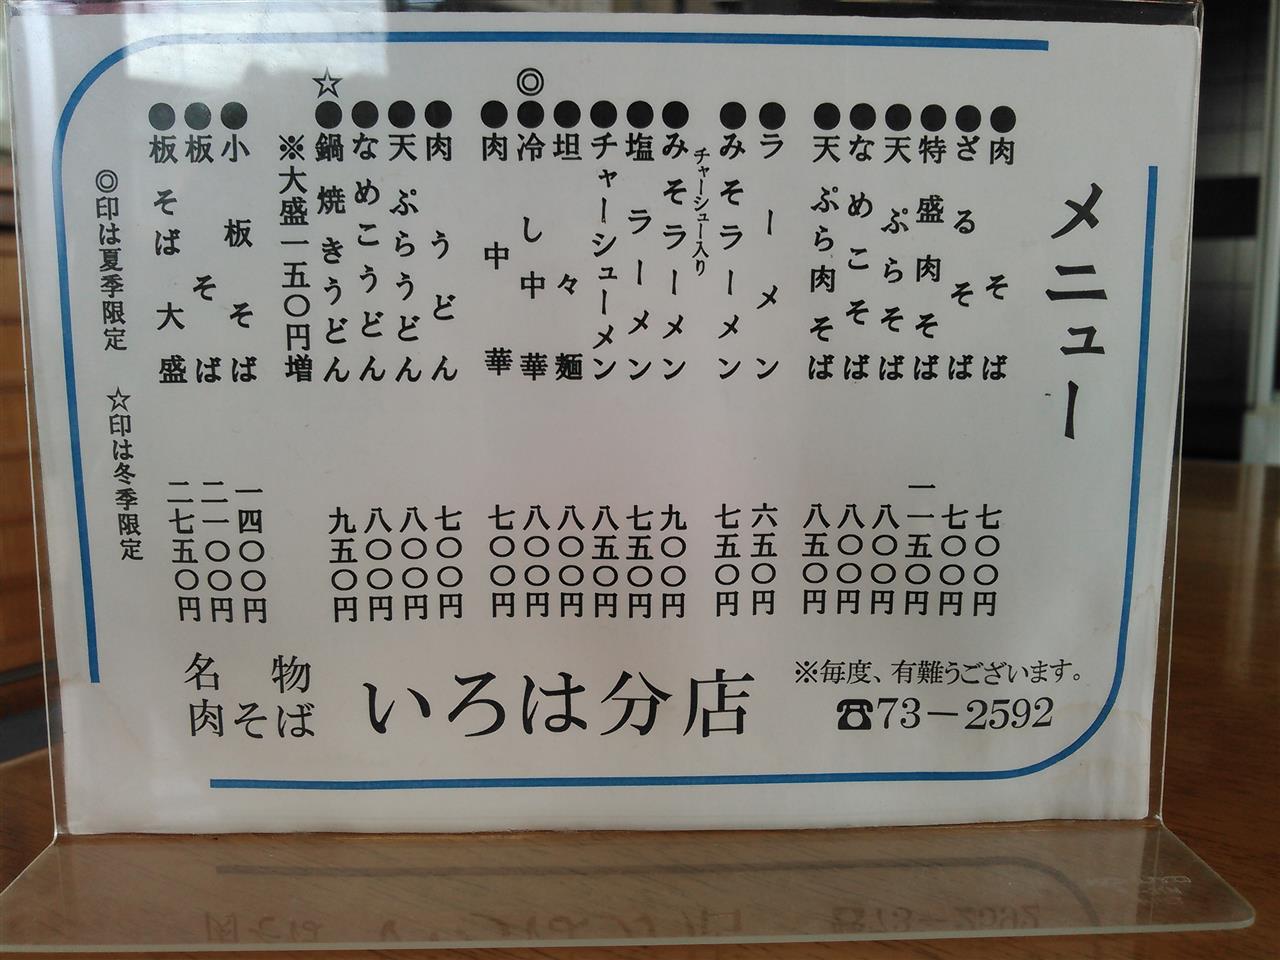 メニュー
●肉そば 七〇〇円
●ざるそば 七〇〇円
●特盛肉そば 一一五〇円
●天ぷらそば 八〇〇円
●なめこそば 八〇〇円
●天ぷら肉そば 八五〇円
●ラーメン 六五〇円
●みそラーメン 七五〇円
チャーシュー入り
●みそラーメン 九〇〇円
●塩ラーメン 七五〇円
●チャーシューメン 八五〇円
●坦々麺 八〇〇円
◎●冷し中華 八〇〇円
●肉中華 七〇〇円
●肉うどん 七〇〇円
●天ぷらうどん 八〇〇円
●なめこうどん 八〇〇円
☆●鍋焼きうどん 九五〇円
※大盛一五〇円増
●小板そば 一四〇〇円
●板そば 二一〇〇円
●板そば大盛 二七五〇円
◎印は夏季限定 ☆印は冬季限定
※毎度、有難うございます。
☎73－2592
名物
肉そば
いろは分店